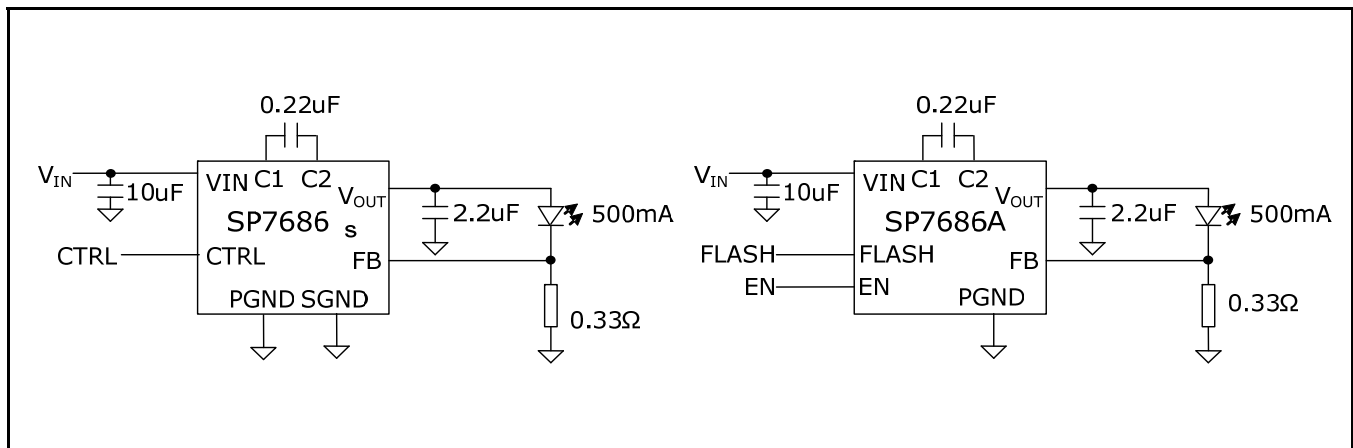 0.22uF
V_IN
10uF
VIN C1 C2
V_OUT
SP7686
s
2.2uF
500mA
CTRL
CTRL
FB
PGND SGND
0.33Ω
0.22uF
V_IN
10uF
VIN C1 C2
V_OUT
SP7686A
2.2uF
500mA
FLASH
FLASH
FB
EN
EN
PGND
0.33Ω